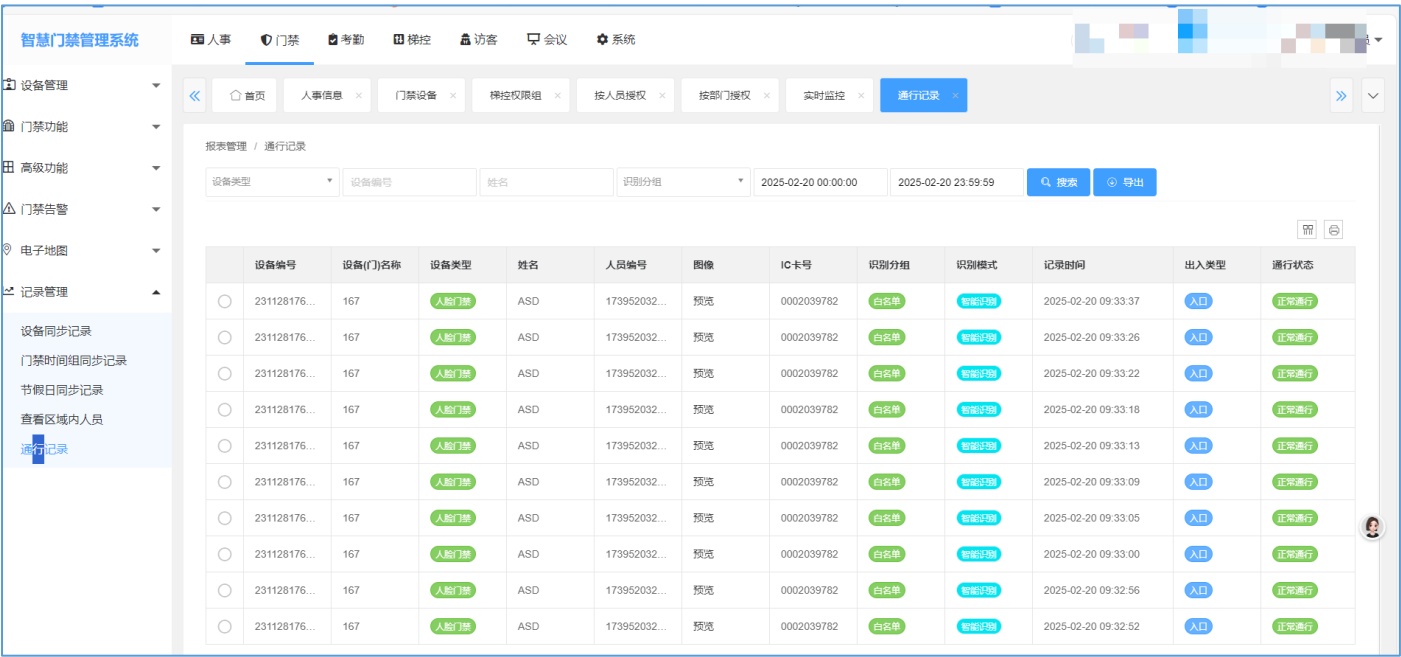 智慧门禁管理系统
人事 门禁 考勤 梯控 访客 会议 系统
设备管理
门禁功能
高级功能
门禁告警
电子地图
记录管理
设备同步记录
门禁时间组同步记录
节假日同步记录
查看区域内人员
通行记录
首页 人事信息 × 门禁设备 × 梯控权限组 × 按人员授权 × 按部门授权 × 实时监控 × 通行记录 ×
报表管理 / 通行记录
设备类型 设备编号 姓名 识别分组 2025-02-20 00:00:00 2025-02-20 23:59:59 搜索 导出
设备编号 设备(门)名称 设备类型 姓名 人员编号 图像 IC卡号 识别分组 识别模式 记录时间 出入类型 通行状态
231128176... 167 人脸门禁 ASD 173952032... 预览 0002039782 白名单 智能识别 2025-02-20 09:33:37 入口 正常通行
231128176... 167 人脸门禁 ASD 173952032... 预览 0002039782 白名单 智能识别 2025-02-20 09:33:26 入口 正常通行
231128176... 167 人脸门禁 ASD 173952032... 预览 0002039782 白名单 智能识别 2025-02-20 09:33:22 入口 正常通行
231128176... 167 人脸门禁 ASD 173952032... 预览 0002039782 白名单 智能识别 2025-02-20 09:33:18 入口 正常通行
231128176... 167 人脸门禁 ASD 173952032... 预览 0002039782 白名单 智能识别 2025-02-20 09:33:13 入口 正常通行
231128176... 167 人脸门禁 ASD 173952032... 预览 0002039782 白名单 智能识别 2025-02-20 09:33:09 入口 正常通行
231128176... 167 人脸门禁 ASD 173952032... 预览 0002039782 白名单 智能识别 2025-02-20 09:33:05 入口 正常通行
231128176... 167 人脸门禁 ASD 173952032... 预览 0002039782 白名单 智能识别 2025-02-20 09:33:00 入口 正常通行
231128176... 167 人脸门禁 ASD 173952032... 预览 0002039782 白名单 智能识别 2025-02-20 09:32:56 入口 正常通行
231128176... 167 人脸门禁 ASD 173952032... 预览 0002039782 白名单 智能识别 2025-02-20 09:32:52 入口 正常通行